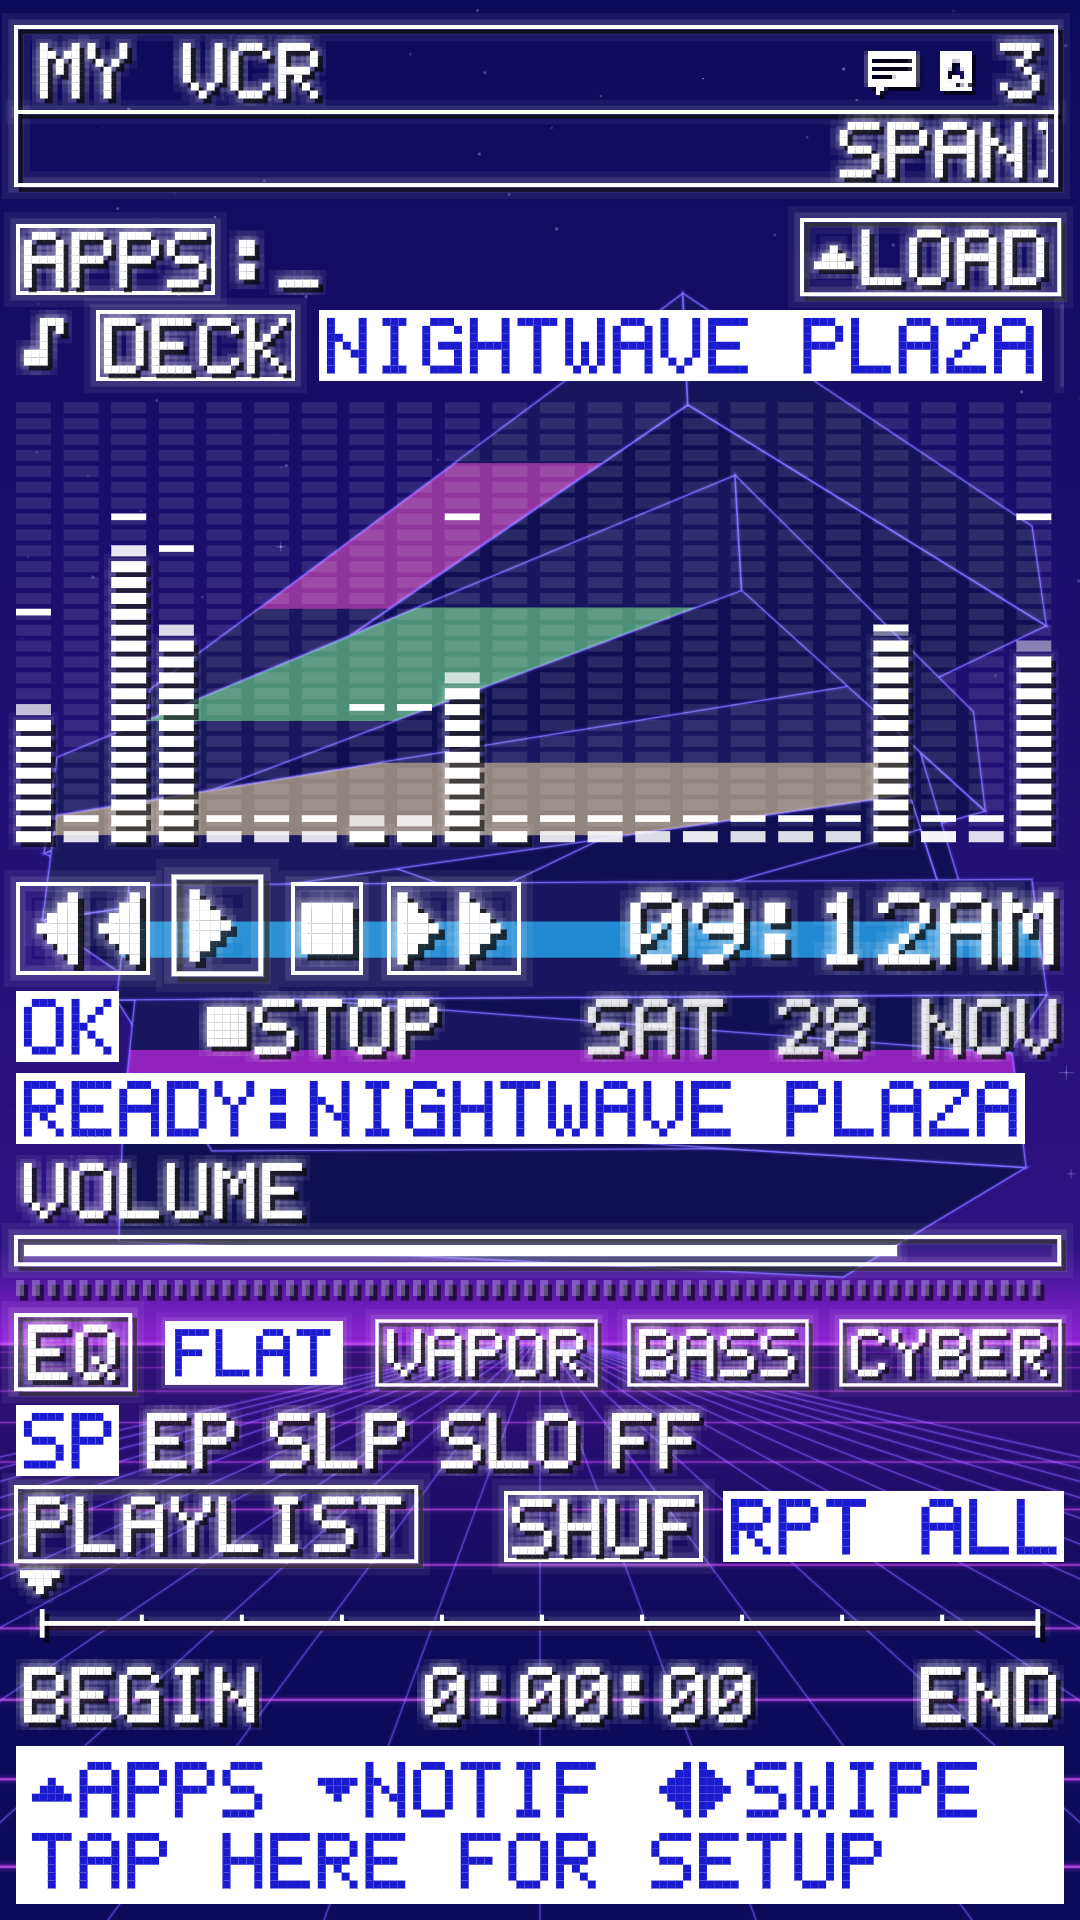 MY VCR 3
SPAN
APPS:_ LOAD
DECK NIGHTWAVE PLAZA
09:12AM
OK STOP SAT 28 NOV
READY:NIGHTWAVE PLAZA
VOLUME
EQ FLAT VAPOR BASS CYBER
SP EP SLP SLO FF
PLAYLIST SHUF RPT ALL
BEGIN 0:00:00 END
APPS NOTIF SWIPE
TAP HERE FOR SETUP